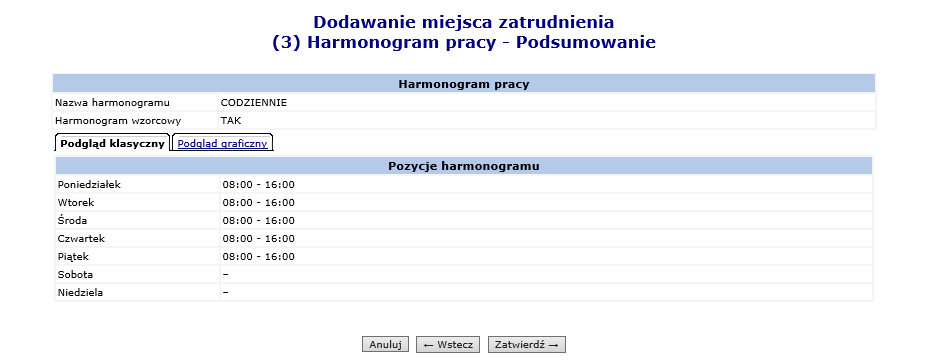 Dodawanie miejsca zatrudnienia
(3) Harmonogram pracy - Podsumowanie
Harmonogram pracy
Nazwa harmonogramu CODZIENNIE
Harmonogram wzorcowy TAK
Podgląd klasyczny Podgląd graficzny
Pozycje harmonogramu
Poniedziałek 08:00 - 16:00
Wtorek 08:00 - 16:00
Środa 08:00 - 16:00
Czwartek 08:00 - 16:00
Piątek 08:00 - 16:00
Sobota –
Niedziela –
Anuluj ← Wstecz Zatwierdź →